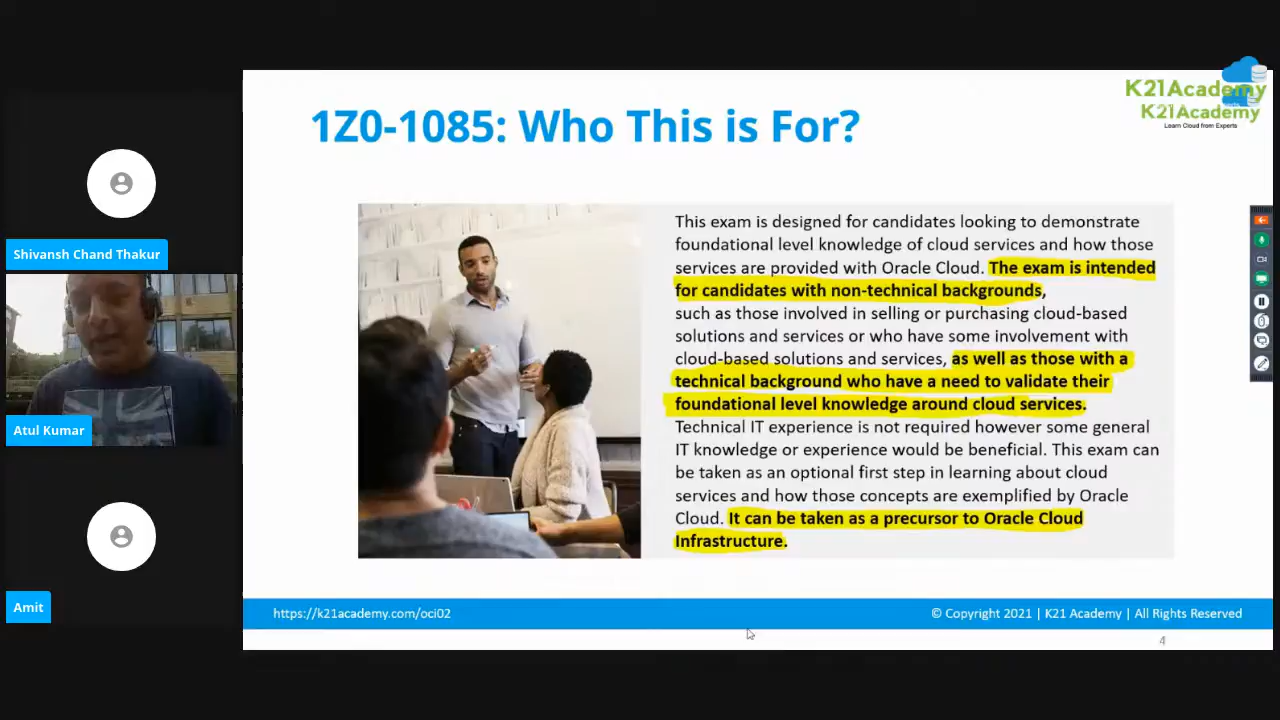 1Z0-1085: Who This is For?
K21Academy
K21Academy
Learn Cloud from Experts
This exam is designed for candidates looking to demonstrate
foundational level knowledge of cloud services and how those
services are provided with Oracle Cloud. The exam is intended
for candidates with non-technical backgrounds,
such as those involved in selling or purchasing cloud-based
solutions and services or who have some involvement with
cloud-based solutions and services, as well as those with a
technical background who have a need to validate their
foundational level knowledge around cloud services.
Technical IT experience is not required however some general
IT knowledge or experience would be beneficial. This exam can
be taken as an optional first step in learning about cloud
services and how those concepts are exemplified by Oracle
Cloud. It can be taken as a precursor to Oracle Cloud
Infrastructure.
https://k21academy.com/oci02
© Copyright 2021 | K21 Academy | All Rights Reserved
4
Shivansh Chand Thakur
Atul Kumar
Amit